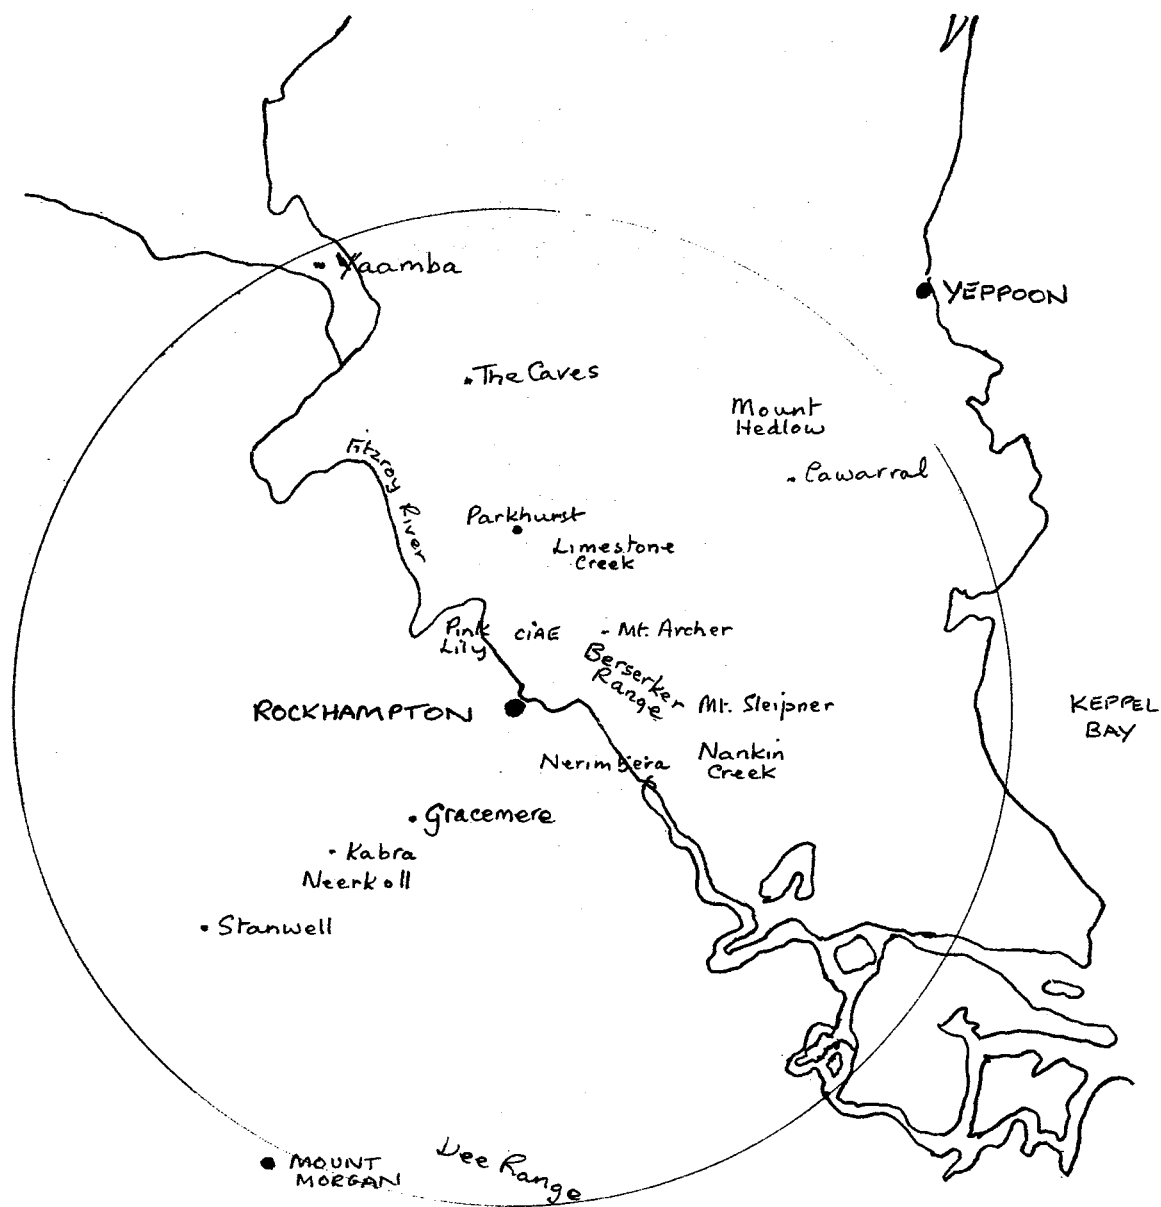 Yaamba
YEPPOON
The Caves
Mount
Hedlow
Cawarral
Fitzroy River
Parkhurst
Limestone
Creek
Pink
Lily
CIAE
Mt. Archer
Berserker
Range
ROCKHAMPTON
Mt. Sleipner
KEPPEL
BAY
Nerimbera
Nankin
Creek
Gracemere
Kabra
Neerkoll
Stanwell
MOUNT
MORGAN
Dee Range